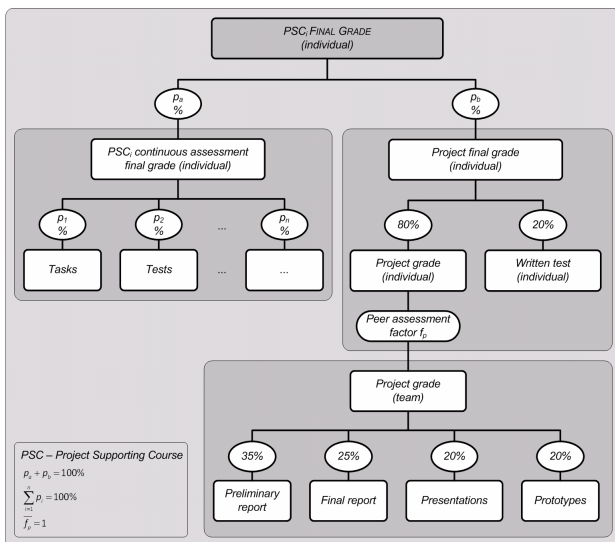 PSCi FINAL GRADE
(individual)
pa
%
pb
%
PSCi continuous assessment
final grade (individual)
Project final grade
(individual)
p1
%
p2
%
...
pn
%
80%
20%
Tasks
Tests
...
...
Project grade
(individual)
Written test
(individual)
Peer assessment
factor fp
Project grade
(team)
35%
25%
20%
20%
Preliminary
report
Final report
Presentations
Prototypes
PSC – Project Supporting Course
pa + pb = 100%
n
∑ pi = 100%
i=1
f̅p = 1